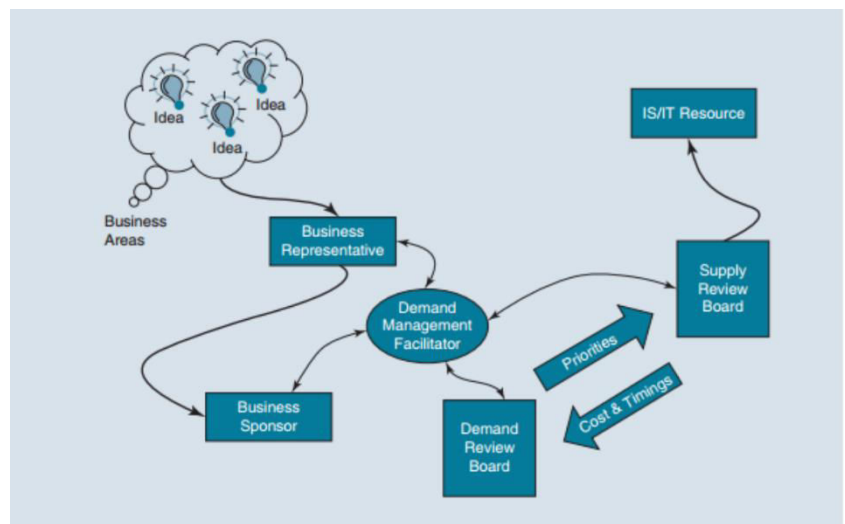 Idea
Idea
Idea
Business
Areas
IS/IT Resource
Business
Representative
Supply
Review
Board
Demand
Management
Facilitator
Priorities
Cost & Timings
Business
Sponsor
Demand
Review
Board